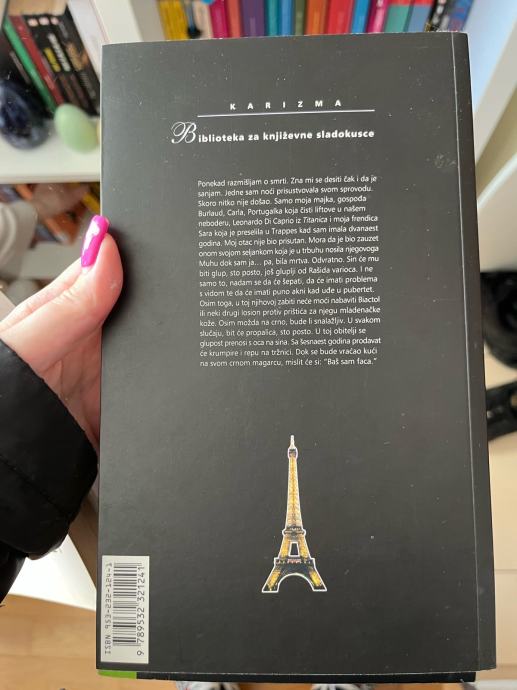 KARIZMA
Biblioteka za književne sladokusce
Ponekad razmišljam o smrti. Zna mi se desiti čak i da je
sanjam. Jedne sam noći prisustvovala svom sprovodu.
Skoro nitko nije došao. Samo moja majka, gospođa
Burlaud, Carla, Portugalka koja čisti liftove u našem
neboderu, Leonardo Di Caprio iz Titanica i moja frendica
Sara koja je preselila u Trappes kad sam imala dvanaest
godina. Moj otac nije bio prisutan. Mora da je bio zauzet
onom svojom seljankom koja je u trbuhu nosila njegovoga
Muhu dok sam ja... pa, bila mrtva. Odvratno. Sin će mu
biti glup, sto posto, još gluplji od Rašida varioca. I ne
samo to, nadam se da će šepati, da će imati problema
s vidom te da će imati puno akni kad uđe u pubertet.
Osim toga, u toj njihovoj zabiti neće moći nabaviti Biactol
ili neki drugi losion protiv prištića za njegu mladenačke
kože. Osim možda na crno, bude li snalažljiv. U svakom
slučaju, bit će propalica, sto posto. U toj obitelji se
glupost prenosi s oca na sina. Sa šesnaest godina prodavat
će krumpire i repu na tržnici. Dok se bude vraćao kući
na svom crnom magarcu, mislit će si: "Baš sam faca."
ISBN 953-232-124-1
9 789532 321241